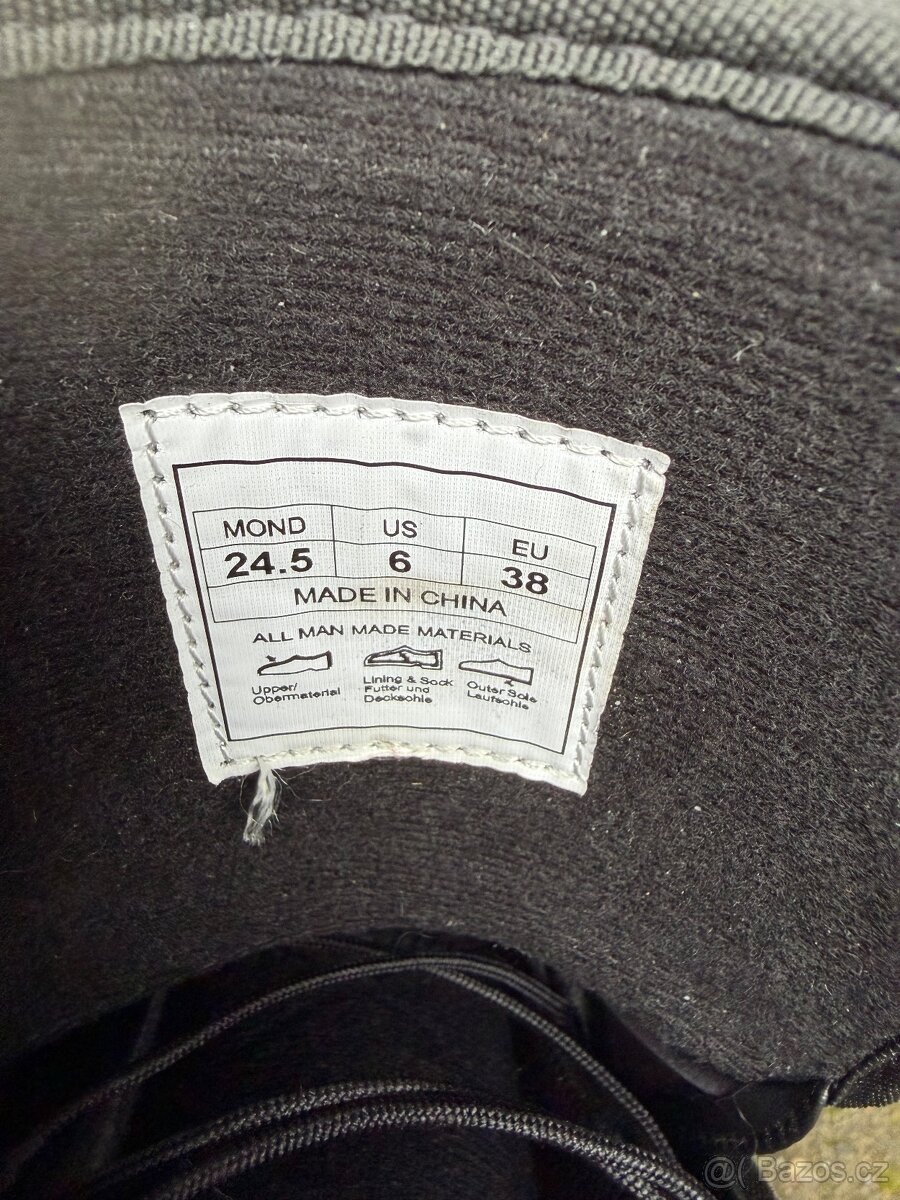 MOND US EU
24.5 6 38
MADE IN CHINA
ALL MAN MADE MATERIALS
Upper/
Obermaterial
Lining & Sock
Futter und
Decksohle
Outer Sole
Laufsohle
@( Bazos.cz